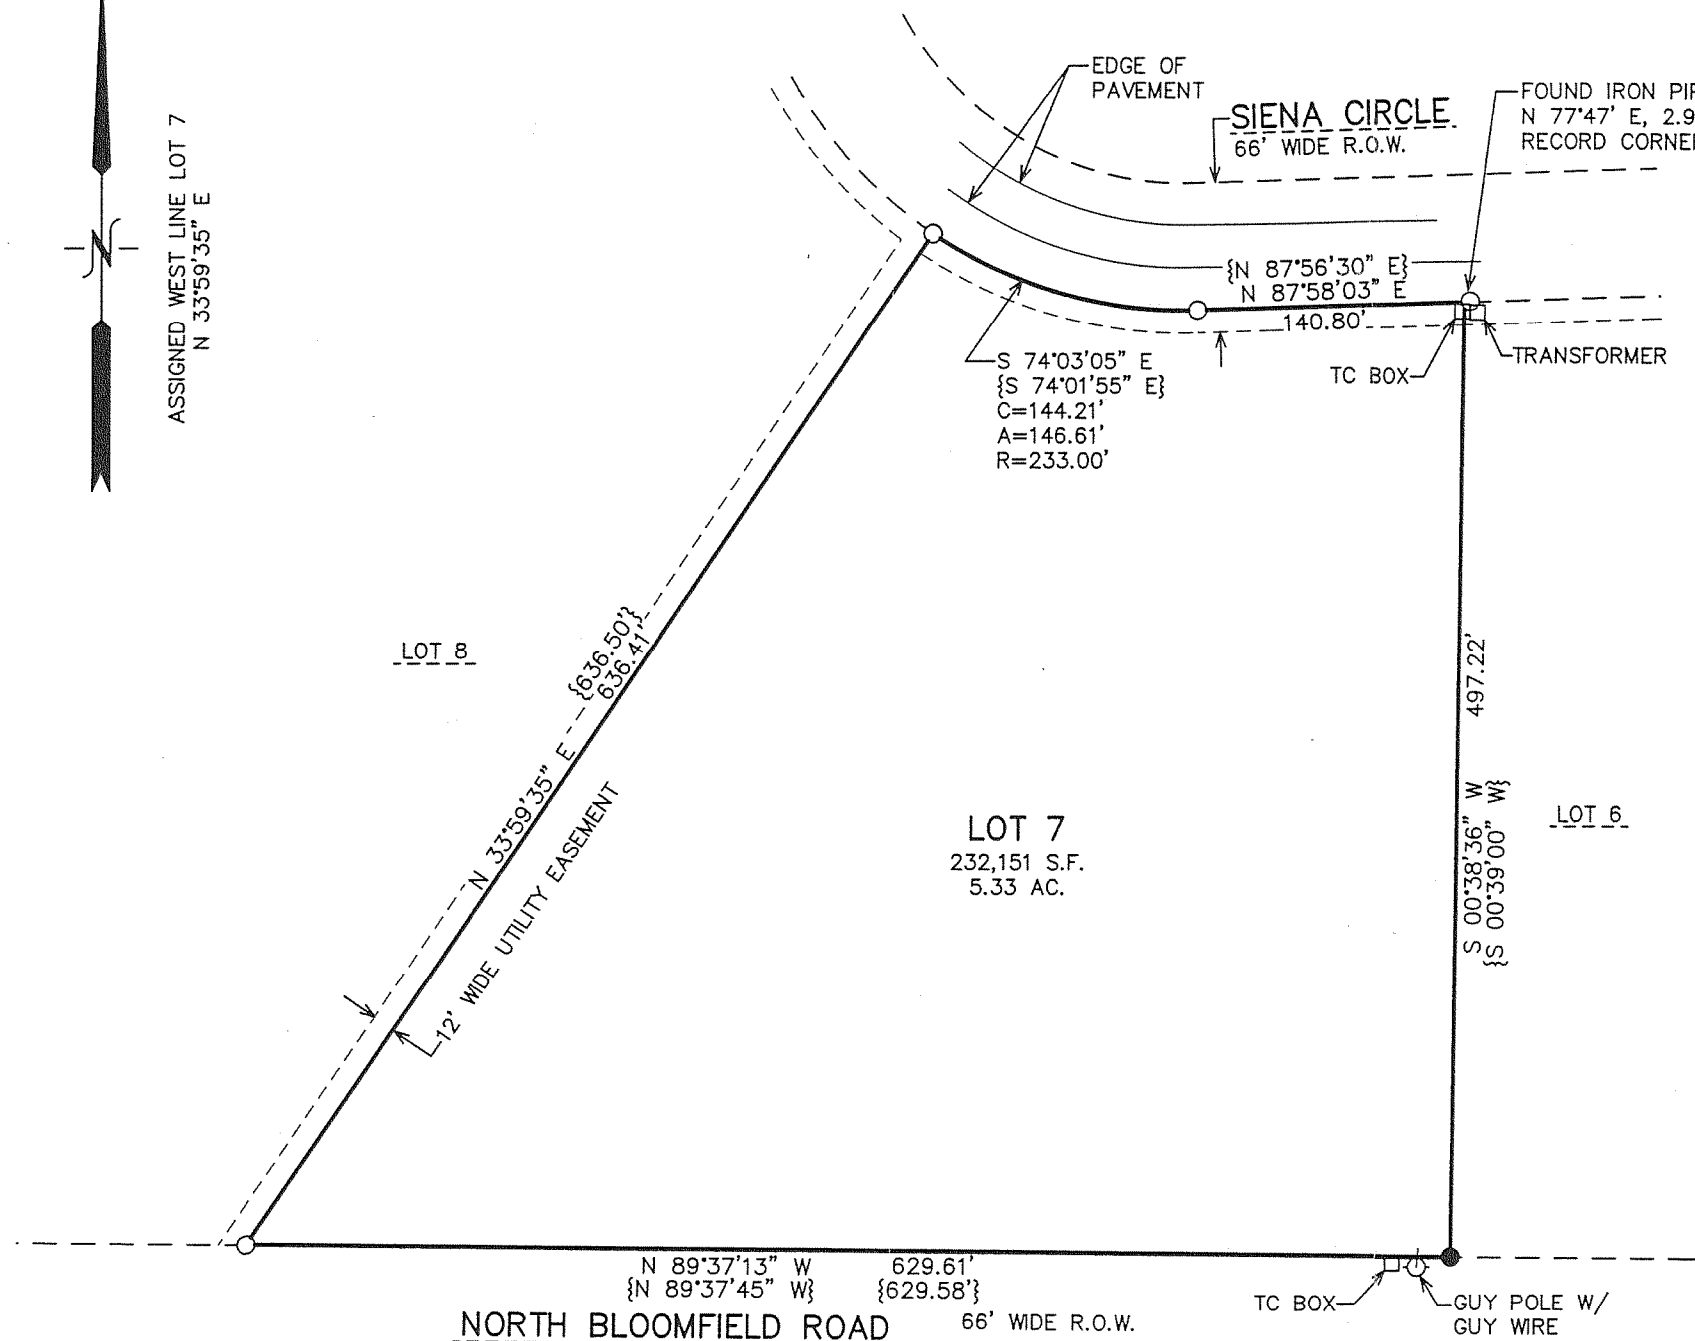 EDGE OF
PAVEMENT
SIENA CIRCLE
66' WIDE R.O.W.
FOUND IRON
N 77°47' E,
RECORD
ASSIGNED WEST LINE LOT 7
N 33°59'35" E
N
{N 87°56'30" E}
N 87°58'03" E
140.80'
TC BOX
TRANSFORMER
S 74°03'05" E
{S 74°01'55" E}
C=144.21'
A=146.61'
R=233.00'
LOT 8
{636.50'}
636.41'
N 33°59'35" E
12' WIDE UTILITY EASEMENT
LOT 7
232,151 S.F.
5.33 AC.
497.22'
S 00°38'36" W
{S 00°39'00" W}
LOT 6
N 89°37'13" W 629.61'
{N 89°37'45" W} {629.58'}
NORTH BLOOMFIELD ROAD 66' WIDE R.O.W.
TC BOX
GUY POLE W/
GUY WIRE